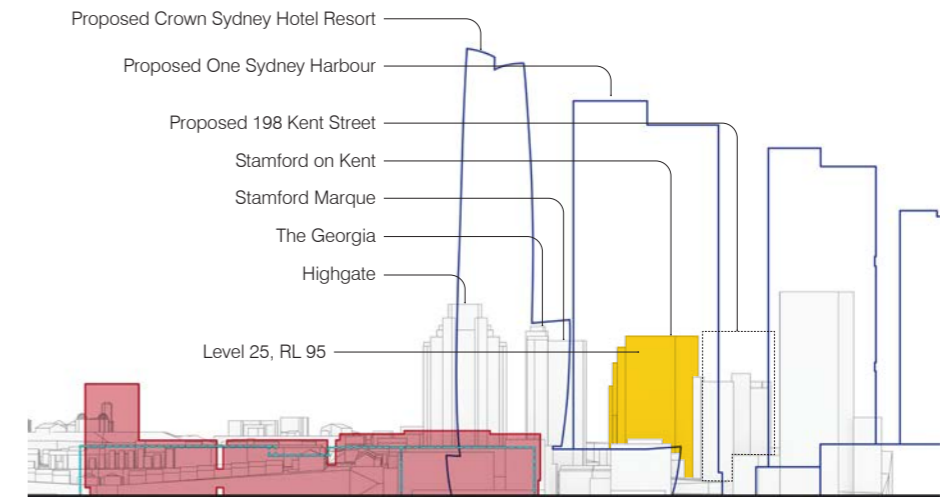 Proposed Crown Sydney Hotel Resort
Proposed One Sydney Harbour
Proposed 198 Kent Street
Stamford on Kent
Stamford Marque
The Georgia
Highgate
Level 25, RL 95